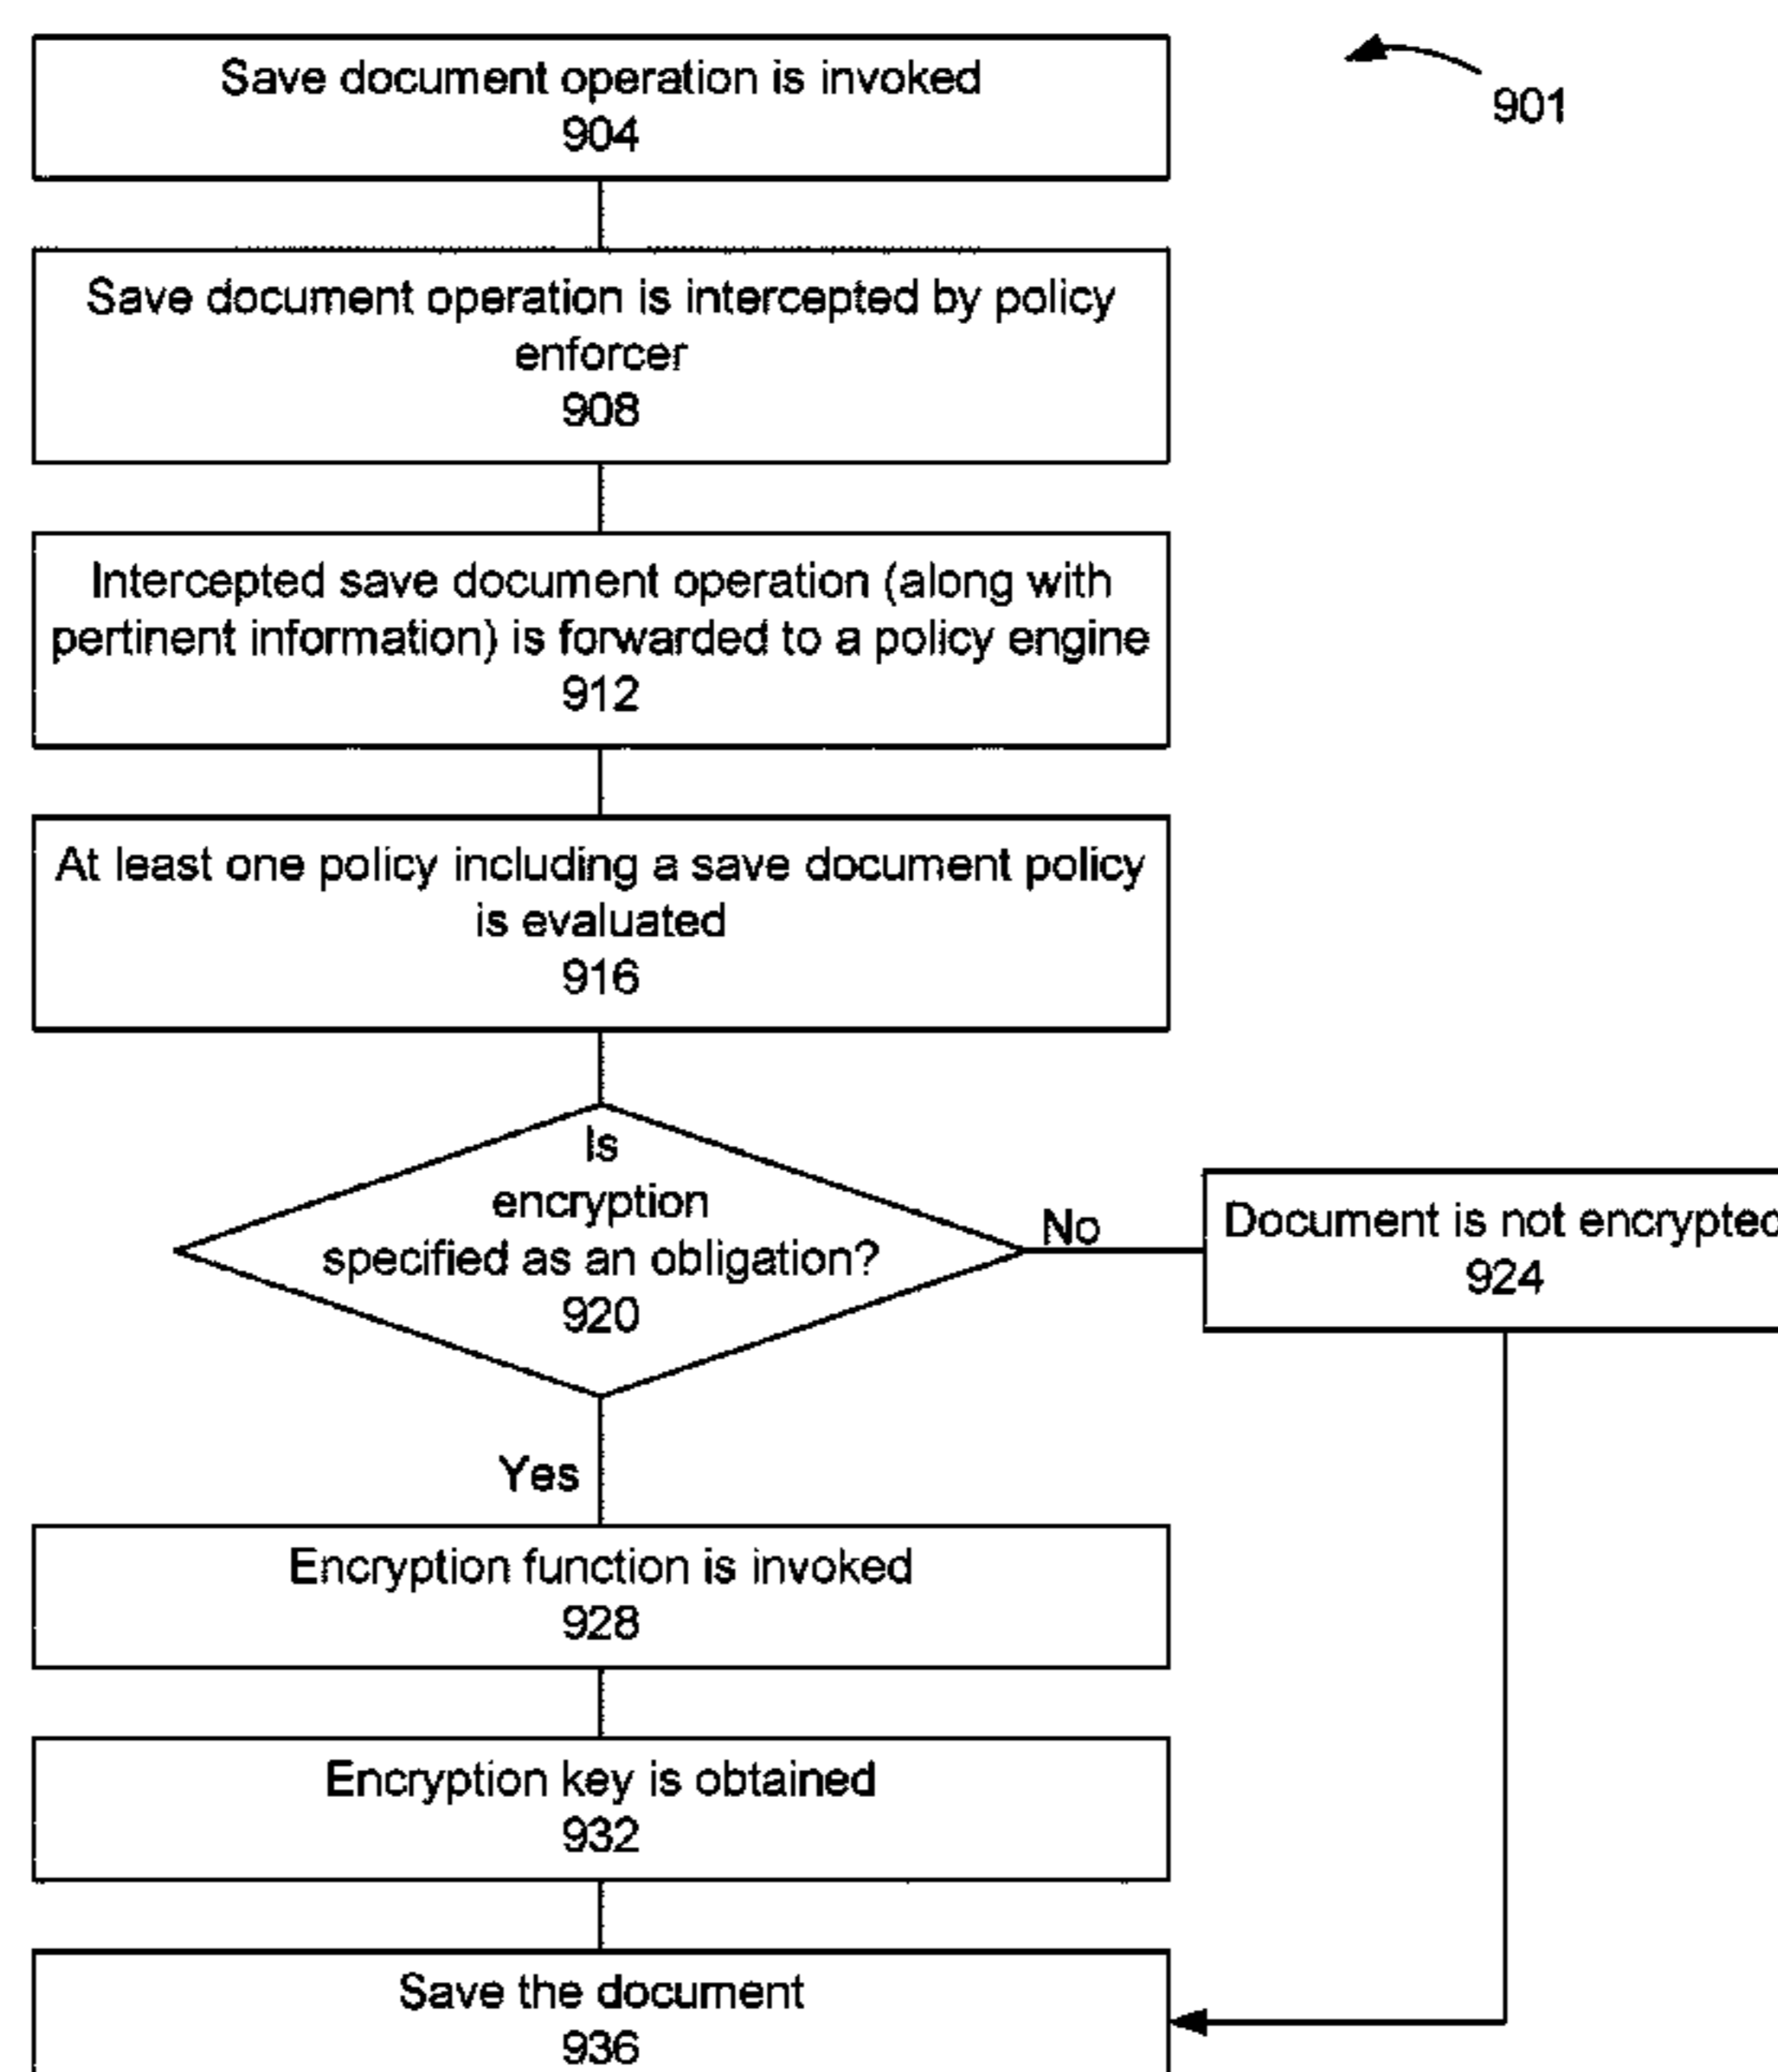 Save document operation is invoked
904
901
Save document operation is intercepted by policy
enforcer
908
Intercepted save document operation (along with
pertinent information) is forwarded to a policy engine
912
At least one policy including a save document policy
is evaluated
916
Is
encryption
specified as an obligation?
920
No
Document is not encrypted
924
Yes
Encryption function is invoked
928
Encryption key is obtained
932
Save the document
936